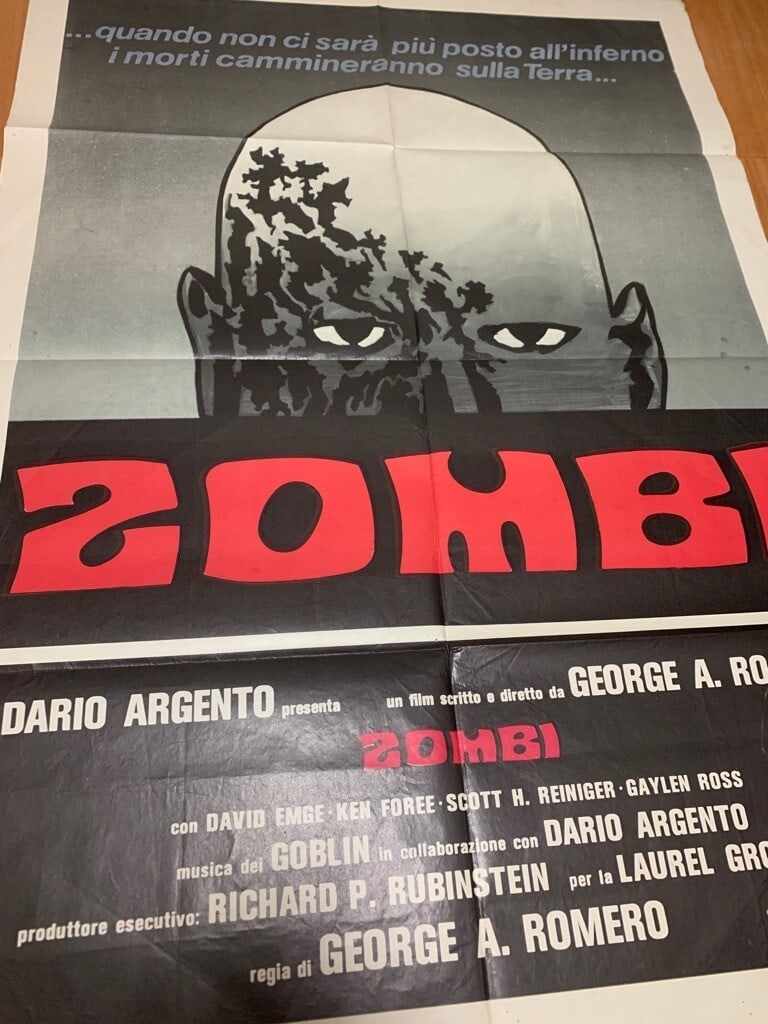 ...quando non ci sarà più posto all'inferno
i morti cammineranno sulla Terra...
ZOMBI
DARIO ARGENTO presenta un film scritto e diretto da GEORGE A. RO
ZOMBI
con DAVID EMGE · KEN FOREE · SCOTT H. REINIGER · GAYLEN ROSS
musica dei GOBLIN in collaborazione con DARIO ARGENTO
produttore esecutivo: RICHARD P. RUBINSTEIN per la LAUREL GRO
regia di GEORGE A. ROMERO